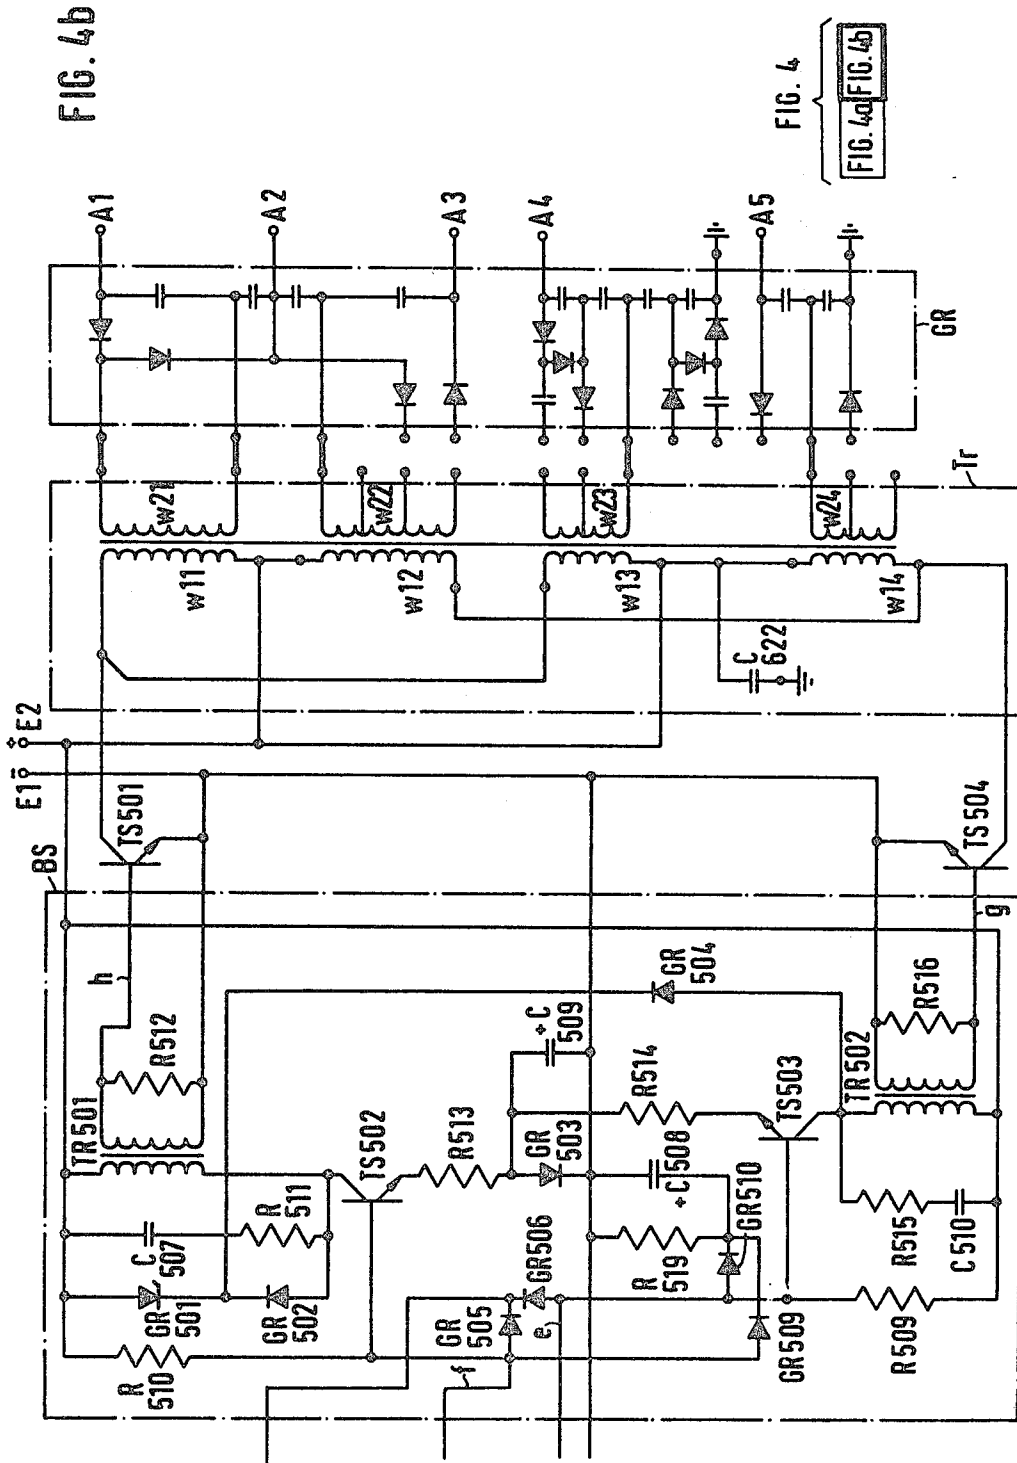 FIG. 4b
FIG. 4
FIG. 4a
FIG. 4b
A1
A2
A3
A4
A5
GR
Tr
w21
w22
w23
w24
w11
w12
w13
w14
C
622
E1
-
E2
+
TS501
TS504
BS
h
g
R512
R516
TR501
TR502
GR
504
+C
509
R514
TS503
TS502
R513
GR
503
+C508
GR510
R
511
C
507
GR
501
GR
502
R
510
GR506
GR
505
R
519
GR509
R515
C510
R509
e
f